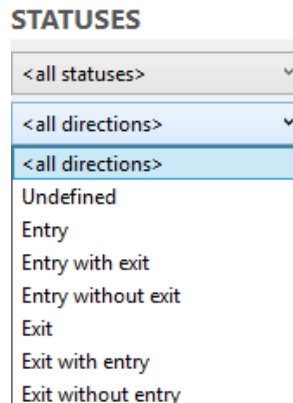 STATUSES
<all statuses>
<all directions>
<all directions>
Undefined
Entry
Entry with exit
Entry without exit
Exit
Exit with entry
Exit without entry